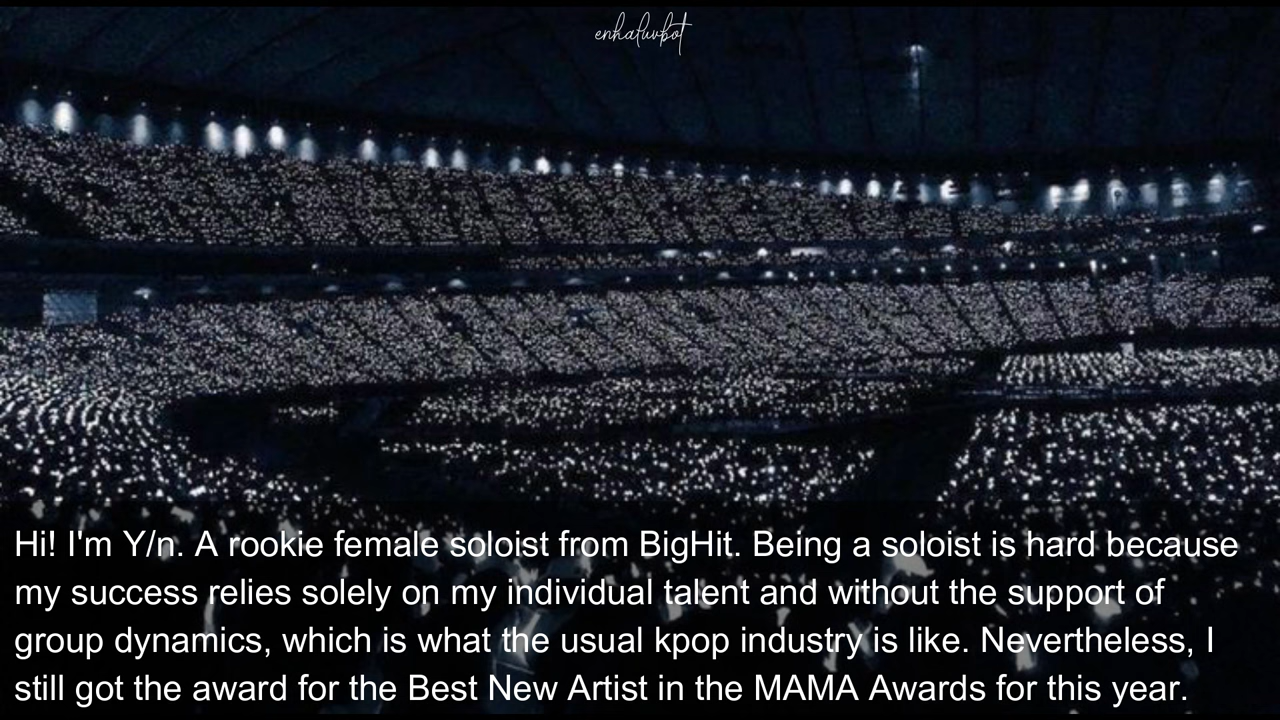 enhaluvbot
Hi! I'm Y/n. A rookie female soloist from BigHit. Being a soloist is hard because
my success relies solely on my individual talent and without the support of
group dynamics, which is what the usual kpop industry is like. Nevertheless, I
still got the award for the Best New Artist in the MAMA Awards for this year.